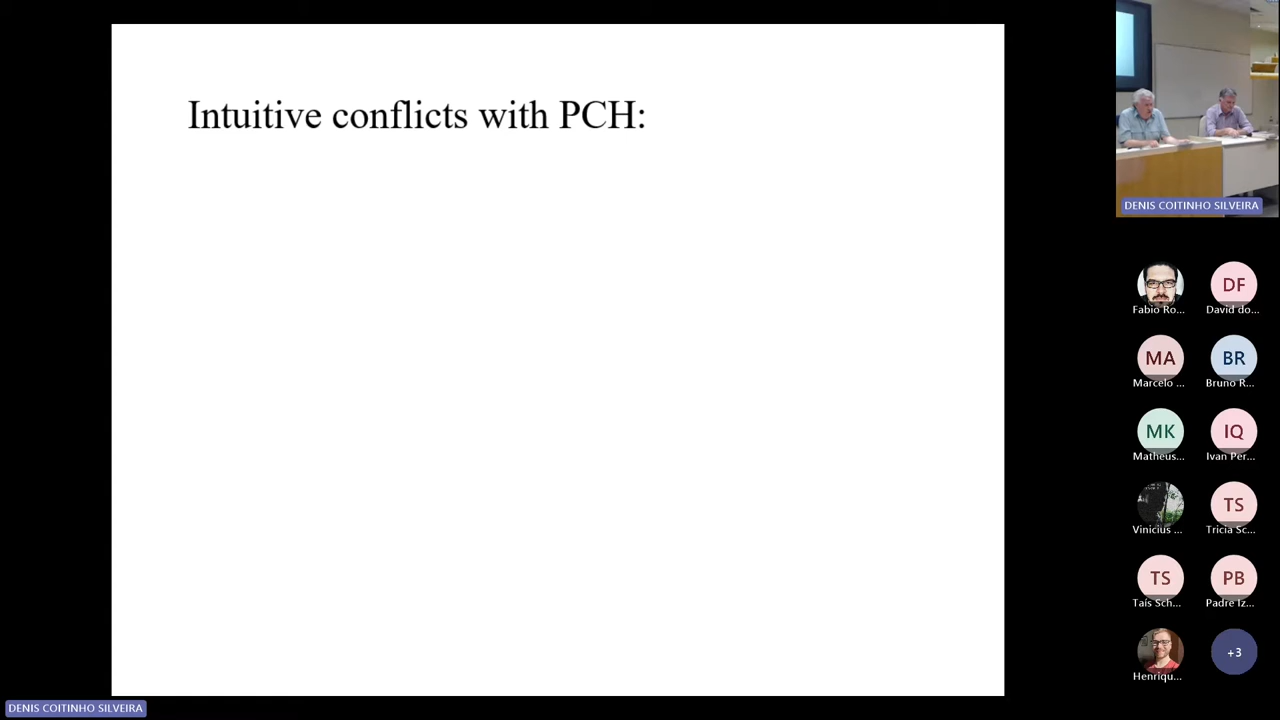 Intuitive conflicts with PCH:
DENIS COITINHO SILVEIRA
Fabio Ro...
DF
David do...
MA
Marcelo ...
BR
Bruno R...
MK
Matheus...
IQ
Ivan Per...
Vinicius ...
TS
Tricia Sc...
TS
Taís Sch...
PB
Padre Iz...
Henriqu...
+3
DENIS COITINHO SILVEIRA